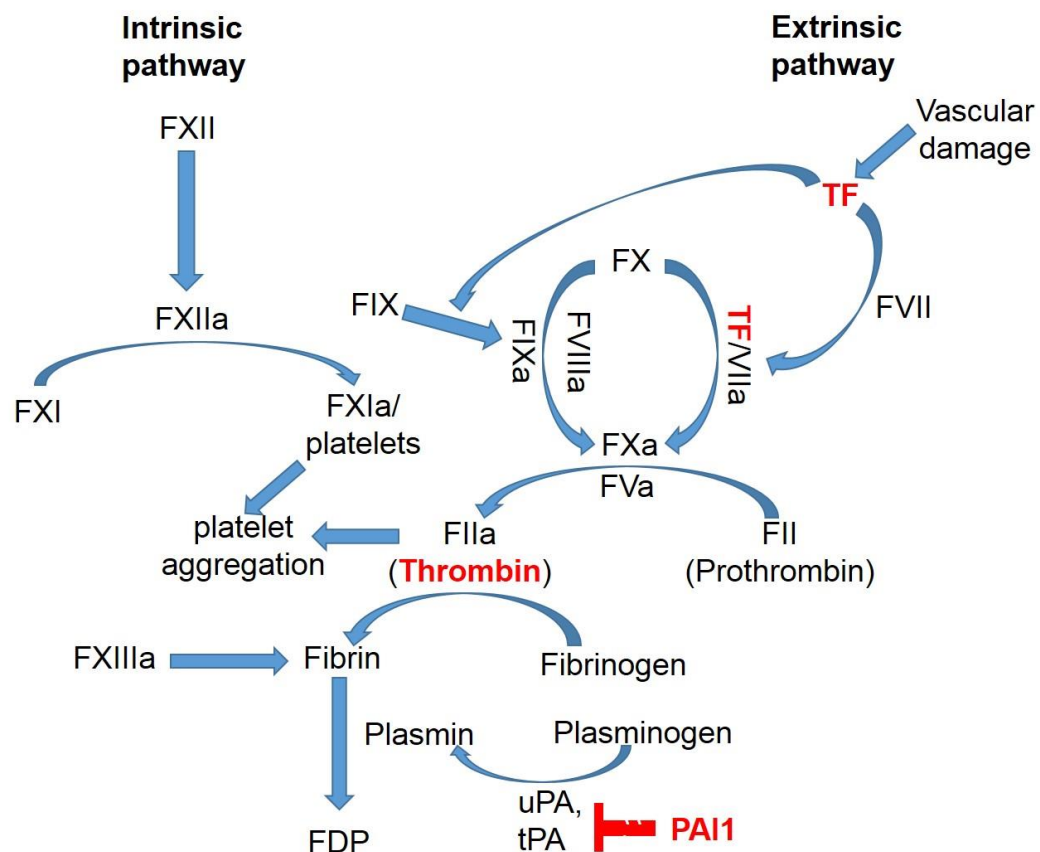 Intrinsic
pathway
Extrinsic
pathway
FXII
Vascular
damage
TF
FX
FIX
FXIIa
FVII
FIXa
FVIIIa
TF/VIIa
FXI
FXIa/
platelets
FXa
FVa
platelet
aggregation
FIIa
(Thrombin)
FII
(Prothrombin)
FXIIIa
Fibrin
Fibrinogen
Plasmin
Plasminogen
uPA,
tPA
PAI1
FDP